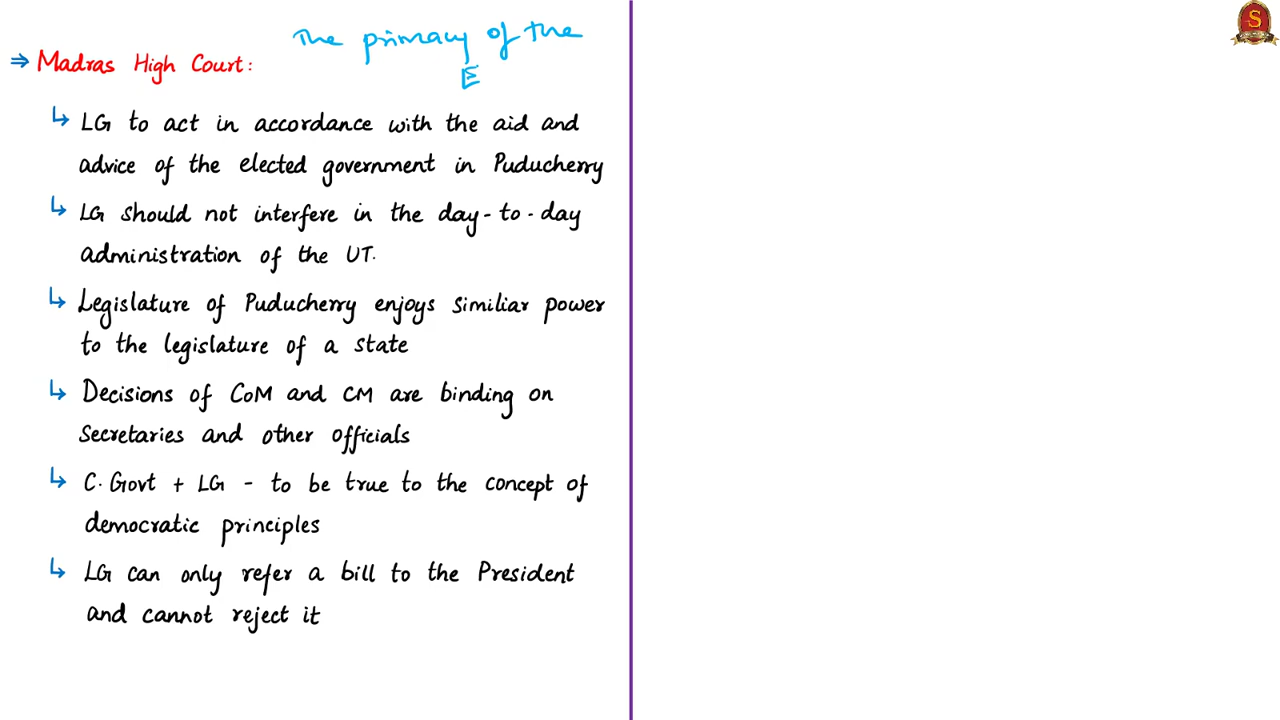 The primacy of the
E
⇒ Madras High Court:
↳ LG to act in accordance with the aid and
advice of the elected government in Puducherry
↳ LG should not interfere in the day-to-day
administration of the UT.
↳ Legislature of Puducherry enjoys similiar power
to the legislature of a state
↳ Decisions of CoM and CM are binding on
Secretaries and other officials
↳ C. Govt + LG - to be true to the concept of
democratic principles
↳ LG can only refer a bill to the President
and cannot reject it
S